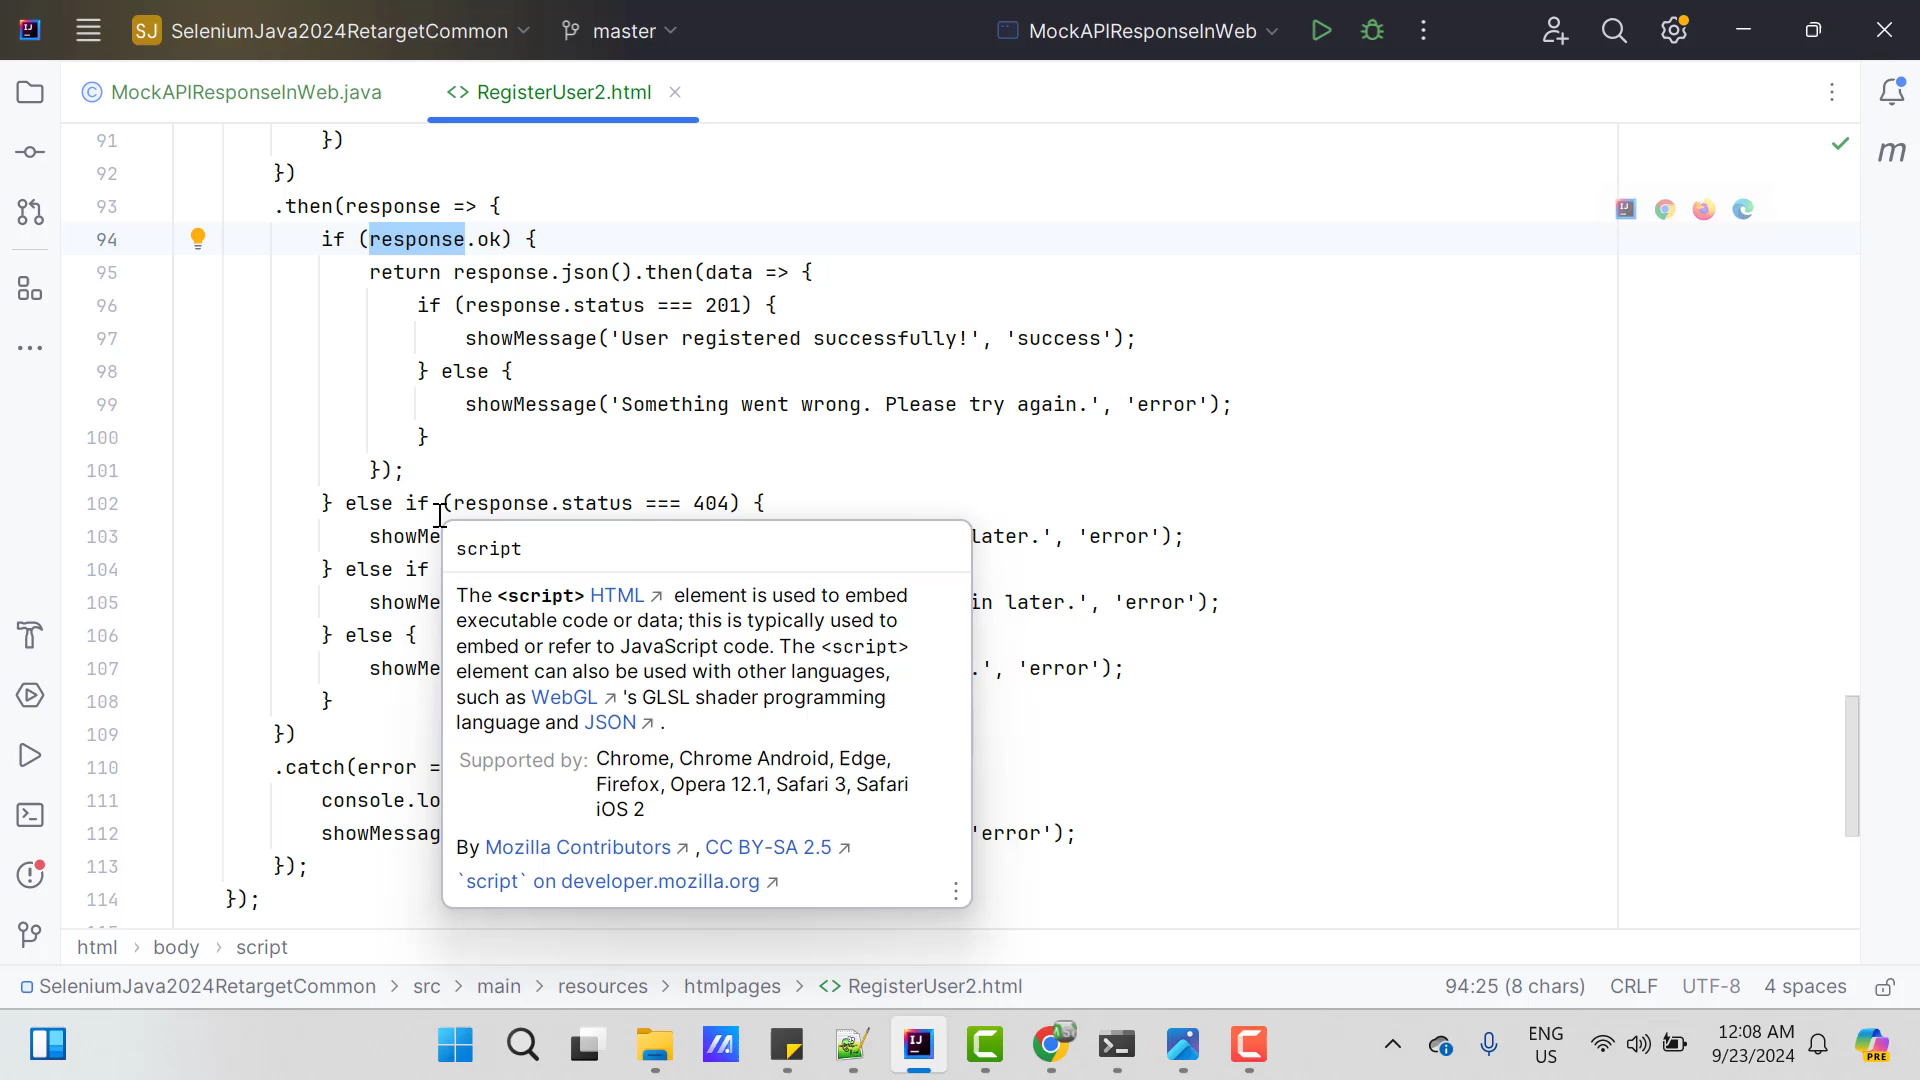 SJ SeleniumJava2024RetargetCommon master MockAPIResponseInWeb
MockAPIResponseInWeb.java <> RegisterUser2.html
91 })
92 })
93 .then(response => {
94 if (response.ok) {
95 return response.json().then(data => {
96 if (response.status === 201) {
97 showMessage('User registered successfully!', 'success');
98 } else {
99 showMessage('Something went wrong. Please try again.', 'error');
100 }
101 });
102 } else if (response.status === 404) {
103 showMe later.', 'error');
104 } else if
105 showMe in later.', 'error');
106 } else {
107 showMe .', 'error');
108 }
109 })
110 .catch(error =
111 console.lo
112 showMessag 'error');
113 });
114 });
script
The <script> HTML ↗ element is used to embed
executable code or data; this is typically used to
embed or refer to JavaScript code. The <script>
element can also be used with other languages,
such as WebGL ↗ 's GLSL shader programming
language and JSON ↗ .
Supported by: Chrome, Chrome Android, Edge,
Firefox, Opera 12.1, Safari 3, Safari
iOS 2
By Mozilla Contributors ↗ , CC BY-SA 2.5 ↗
`script` on developer.mozilla.org ↗
html › body › script
SeleniumJava2024RetargetCommon > src > main > resources > htmlpages > <> RegisterUser2.html 94:25 (8 chars) CRLF UTF-8 4 spaces
ENG
US
12:08 AM
9/23/2024
PRE